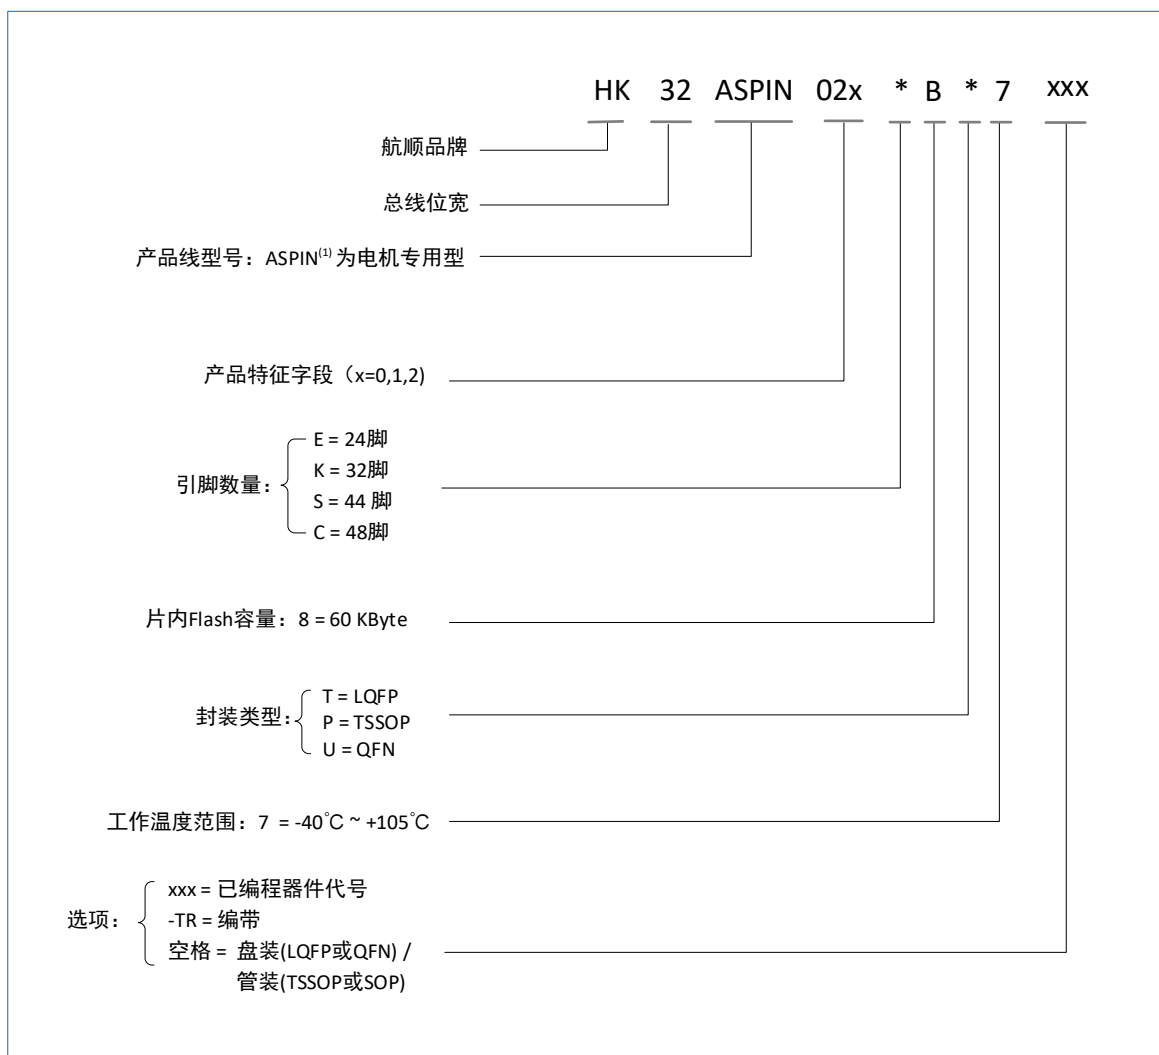 HK 32 ASPIN 02x * B * 7 xxx
航顺品牌
总线位宽
产品线型号：ASPIN⁽¹⁾为电机专用型
产品特征字段（x=0,1,2)
引脚数量：
E = 24脚
K = 32脚
S = 44 脚
C = 48脚
片内Flash容量：8 = 60 KByte
封装类型：
T = LQFP
P = TSSOP
U = QFN
工作温度范围：7 = -40℃ ~ +105℃
选项：
xxx = 已编程器件代号
-TR = 编带
空格 = 盘装(LQFP或QFN) /
管装(TSSOP或SOP)